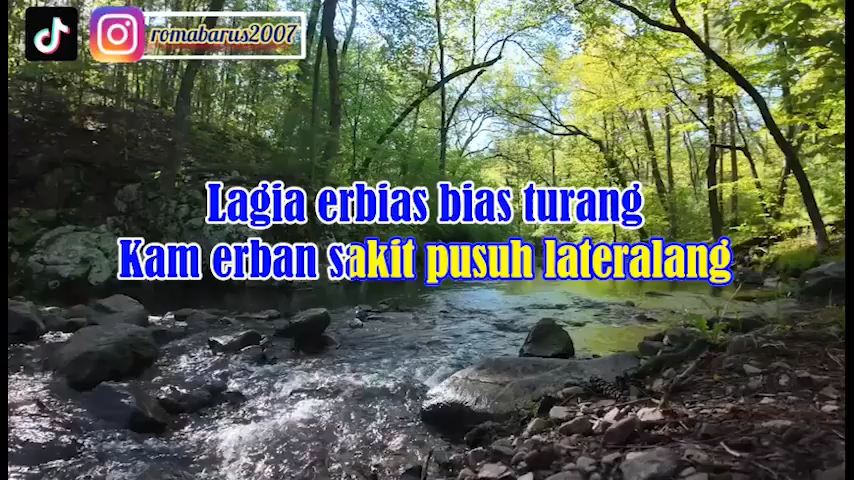 romabarus2007
Lagia erbias bias turang
Kam erban sakit pusuh lateralang